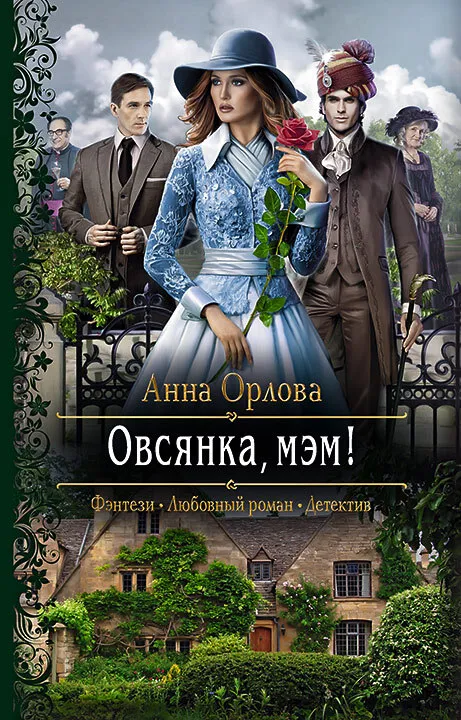 Анна Орлова
Овсянка, мэм!
Фэнтези • Любовный роман • Детектив